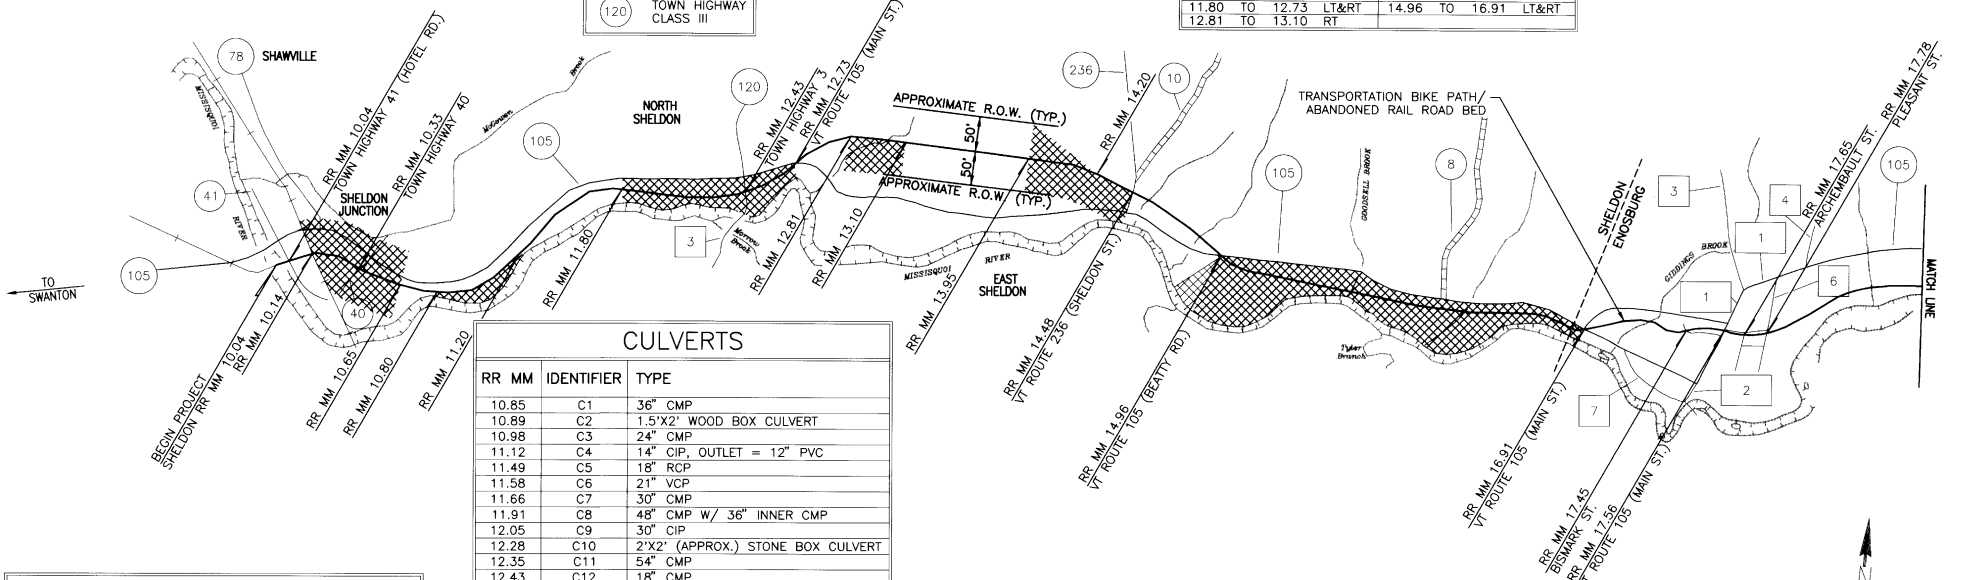 120
TOWN HIGHWAY
CLASS III
11.80 TO 12.73 LT&RT
14.96 TO 16.91 LT&RT
12.81 TO 13.10 RT
78
SHAWVILLE
MISSISQUOI
RIVER
41
105
TO
SWANTON
RR MM 10.04
TOWN HIGHWAY 41 (HOTEL RD.)
RR MM 10.33
TOWN HIGHWAY 40
SHELDON
JUNCTION
McGowan
Brook
105
NORTH
SHELDON
120
RR MM 12.43
TOWN HIGHWAY 3
RR MM 12.73
VT ROUTE 105 (MAIN ST.)
APPROXIMATE R.O.W. (TYP.)
50'
50'
APPROXIMATE R.O.W. (TYP.)
236
10
RR MM 14.20
105
TRANSPORTATION BIKE PATH/
ABANDONED RAIL ROAD BED
GOODSELL BROOK
8
SHELDON
ENOSBURG
3
4
1
1
6
GIDDINGS BROOK
RR MM 17.65
ARCHEMBAULT ST.
RR MM 17.78
PLEASANT ST.
105
MATCH LINE
BEGIN PROJECT
SHELDON RR MM 10.04
RR MM 10.14
40
RR MM 10.65
RR MM 10.80
RR MM 11.20
RR MM 11.80
3
Morrow
Brook
RR MM 12.81
RR MM 13.10
MISSISQUOI RIVER
EAST
SHELDON
RR MM 13.95
RR MM 14.48
VT ROUTE 236 (SHELDON ST.)
RR MM 14.96
VT ROUTE 105 (BEATTY RD.)
Tyler
Branch
7
2
RR MM 16.91
VT ROUTE 105 (MAIN ST.)
RR MM 17.45
BISMARK ST.
RR MM 17.56
VT ROUTE 105 (MAIN ST.)
N
CULVERTS
RR MM IDENTIFIER TYPE
10.85 C1 36" CMP
10.89 C2 1.5'X2' WOOD BOX CULVERT
10.98 C3 24" CMP
11.12 C4 14" CIP, OUTLET = 12" PVC
11.49 C5 18" RCP
11.58 C6 21" VCP
11.66 C7 30" CMP
11.91 C8 48" CMP W/ 36" INNER CMP
12.05 C9 30" CIP
12.28 C10 2'X2' (APPROX.) STONE BOX CULVERT
12.35 C11 54" CMP
12.43 C12 18" CMP